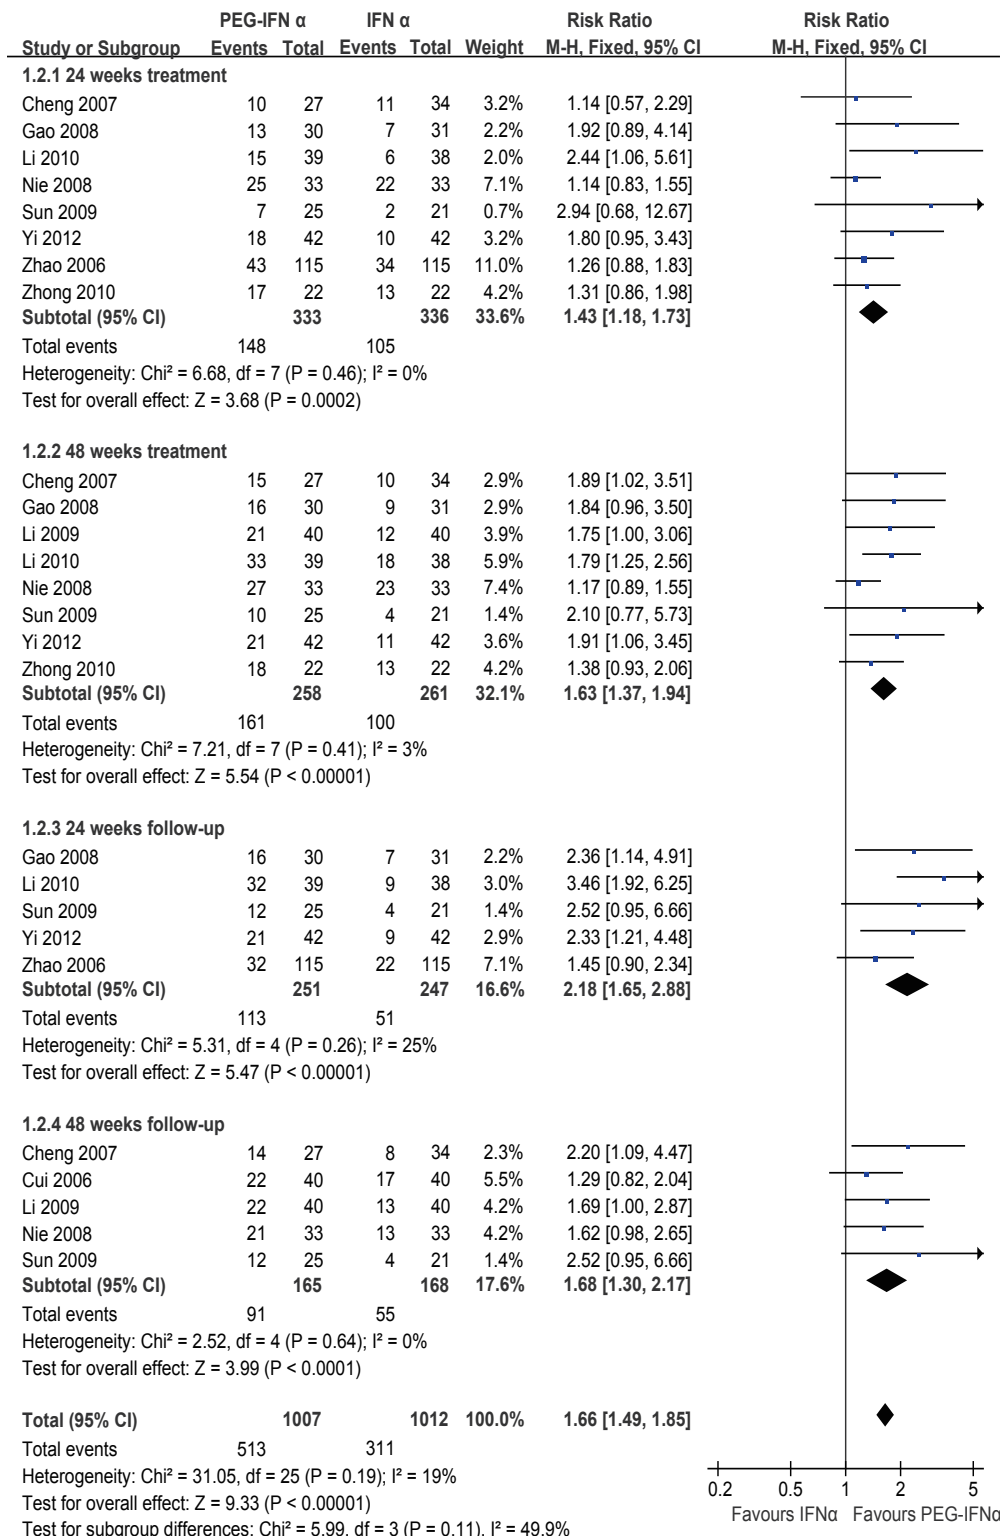 PEG-IFN α IFN α Risk Ratio Risk Ratio
Study or Subgroup Events Total Events Total Weight M-H, Fixed, 95% CI M-H, Fixed, 95% CI
1.2.1 24 weeks treatment
Cheng 2007 10 27 11 34 3.2% 1.14 [0.57, 2.29]
Gao 2008 13 30 7 31 2.2% 1.92 [0.89, 4.14]
Li 2010 15 39 6 38 2.0% 2.44 [1.06, 5.61]
Nie 2008 25 33 22 33 7.1% 1.14 [0.83, 1.55]
Sun 2009 7 25 2 21 0.7% 2.94 [0.68, 12.67]
Yi 2012 18 42 10 42 3.2% 1.80 [0.95, 3.43]
Zhao 2006 43 115 34 115 11.0% 1.26 [0.88, 1.83]
Zhong 2010 17 22 13 22 4.2% 1.31 [0.86, 1.98]
Subtotal (95% CI) 333 336 33.6% 1.43 [1.18, 1.73]
Total events 148 105
Heterogeneity: Chi² = 6.68, df = 7 (P = 0.46); I² = 0%
Test for overall effect: Z = 3.68 (P = 0.0002)
1.2.2 48 weeks treatment
Cheng 2007 15 27 10 34 2.9% 1.89 [1.02, 3.51]
Gao 2008 16 30 9 31 2.9% 1.84 [0.96, 3.50]
Li 2009 21 40 12 40 3.9% 1.75 [1.00, 3.06]
Li 2010 33 39 18 38 5.9% 1.79 [1.25, 2.56]
Nie 2008 27 33 23 33 7.4% 1.17 [0.89, 1.55]
Sun 2009 10 25 4 21 1.4% 2.10 [0.77, 5.73]
Yi 2012 21 42 11 42 3.6% 1.91 [1.06, 3.45]
Zhong 2010 18 22 13 22 4.2% 1.38 [0.93, 2.06]
Subtotal (95% CI) 258 261 32.1% 1.63 [1.37, 1.94]
Total events 161 100
Heterogeneity: Chi² = 7.21, df = 7 (P = 0.41); I² = 3%
Test for overall effect: Z = 5.54 (P < 0.00001)
1.2.3 24 weeks follow-up
Gao 2008 16 30 7 31 2.2% 2.36 [1.14, 4.91]
Li 2010 32 39 9 38 3.0% 3.46 [1.92, 6.25]
Sun 2009 12 25 4 21 1.4% 2.52 [0.95, 6.66]
Yi 2012 21 42 9 42 2.9% 2.33 [1.21, 4.48]
Zhao 2006 32 115 22 115 7.1% 1.45 [0.90, 2.34]
Subtotal (95% CI) 251 247 16.6% 2.18 [1.65, 2.88]
Total events 113 51
Heterogeneity: Chi² = 5.31, df = 4 (P = 0.26); I² = 25%
Test for overall effect: Z = 5.47 (P < 0.00001)
1.2.4 48 weeks follow-up
Cheng 2007 14 27 8 34 2.3% 2.20 [1.09, 4.47]
Cui 2006 22 40 17 40 5.5% 1.29 [0.82, 2.04]
Li 2009 22 40 13 40 4.2% 1.69 [1.00, 2.87]
Nie 2008 21 33 13 33 4.2% 1.62 [0.98, 2.65]
Sun 2009 12 25 4 21 1.4% 2.52 [0.95, 6.66]
Subtotal (95% CI) 165 168 17.6% 1.68 [1.30, 2.17]
Total events 91 55
Heterogeneity: Chi² = 2.52, df = 4 (P = 0.64); I² = 0%
Test for overall effect: Z = 3.99 (P < 0.0001)
Total (95% CI) 1007 1012 100.0% 1.66 [1.49, 1.85]
Total events 513 311
Heterogeneity: Chi² = 31.05, df = 25 (P = 0.19); I² = 19%
Test for overall effect: Z = 9.33 (P < 0.00001)
Test for subgroup differences: Chi² = 5.99, df = 3 (P = 0.11), I² = 49.9%
0.2 0.5 1 2 5
Favours IFNα Favours PEG-IFNα